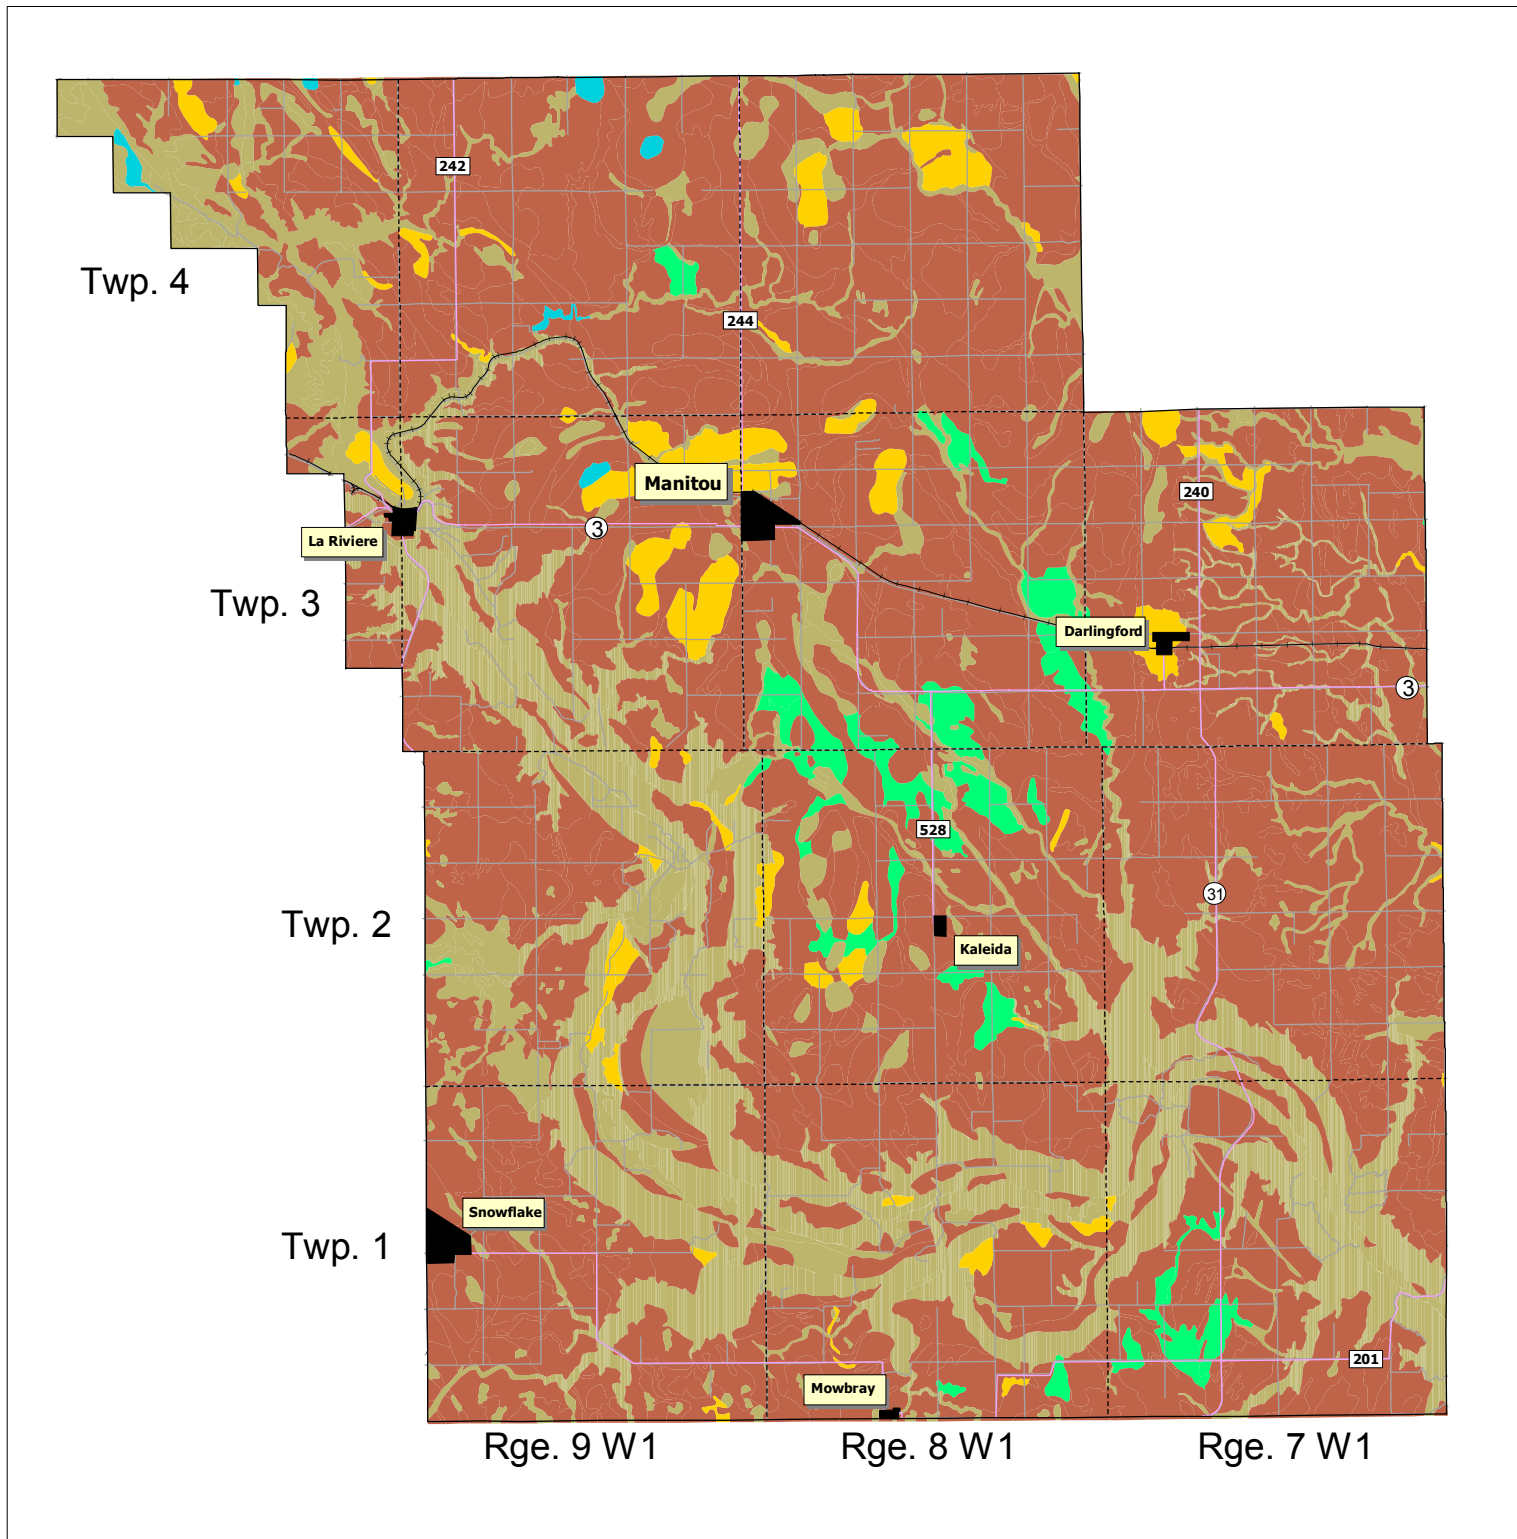 242
Twp. 4
244
Manitou
240
3
La Riviere
Twp. 3
Darlingford
3
528
31
Twp. 2
Kaleida
Snowflake
Twp. 1
201
Mowbray
Rge. 9 W1
Rge. 8 W1
Rge. 7 W1